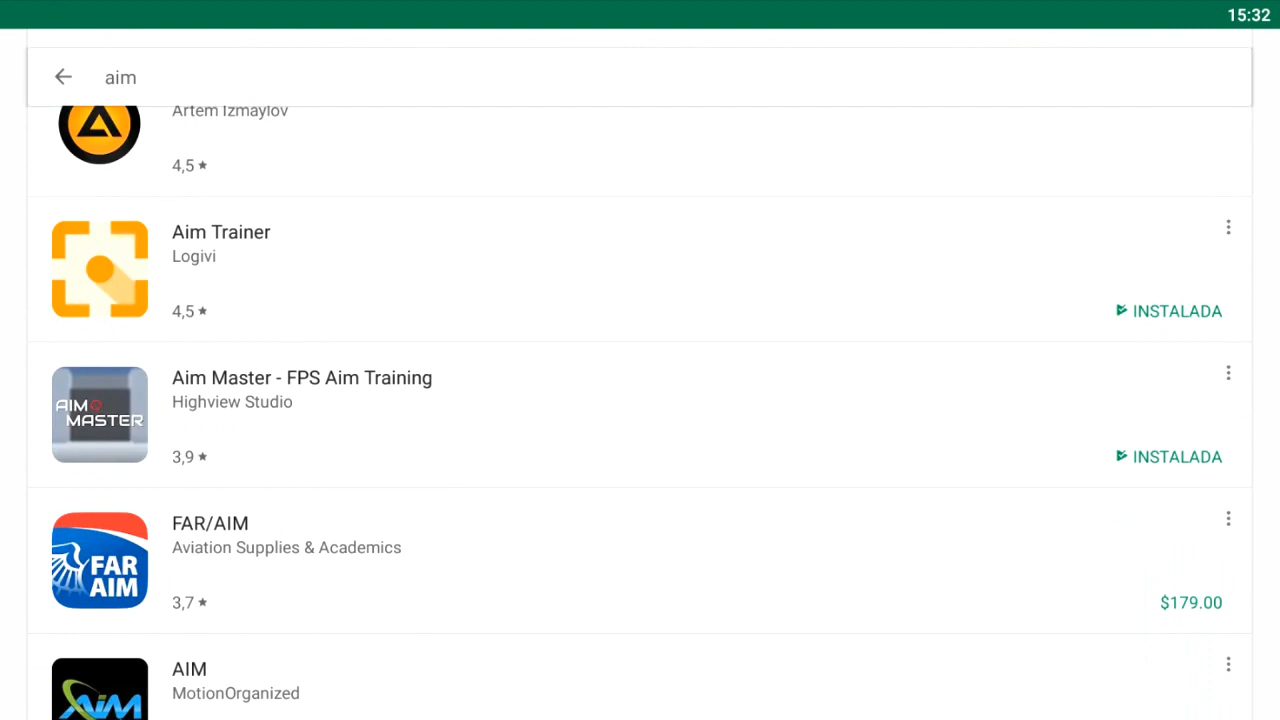 15:32
aim
Artem Izmaylov
4,5 ★
Aim Trainer
Logivi
4,5 ★
INSTALADA
Aim Master - FPS Aim Training
Highview Studio
AIM
MASTER
3,9 ★
INSTALADA
FAR/AIM
Aviation Supplies & Academics
FAR
AIM
3,7 ★
$179.00
AIM
MotionOrganized
AiM